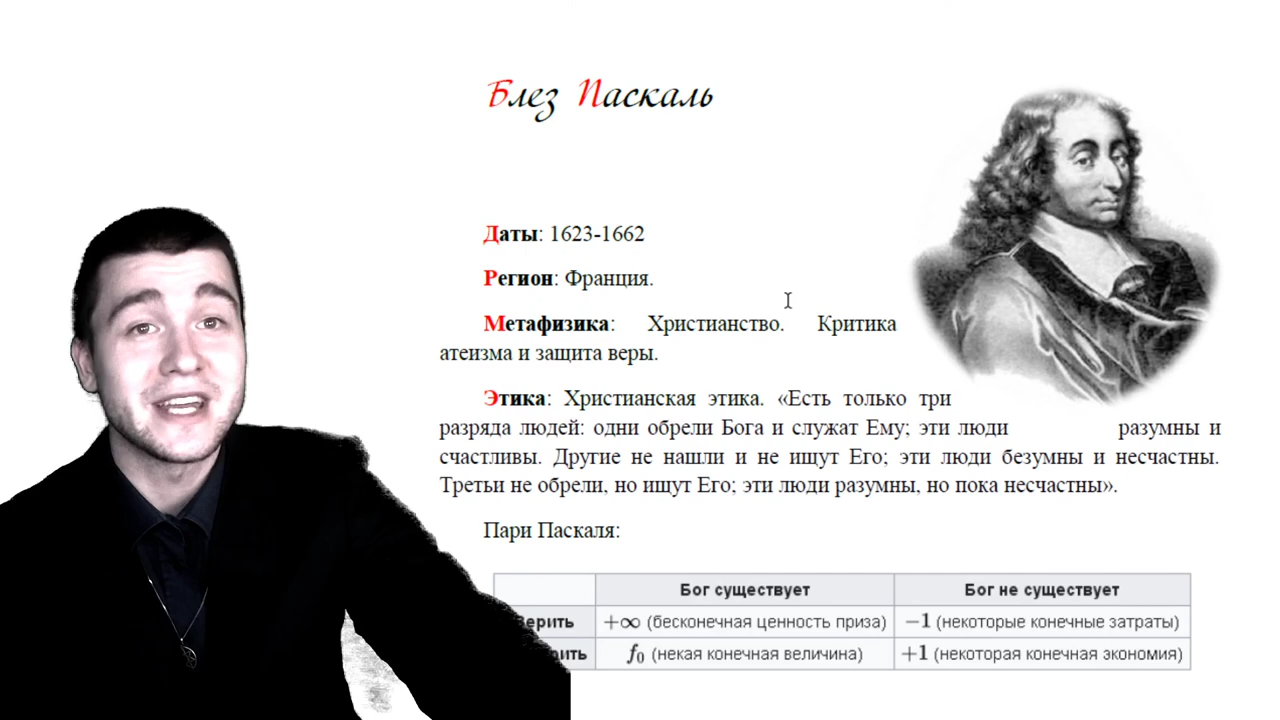 Блез Паскаль
Даты: 1623-1662
Регион: Франция.
Метафизика: Христианство. Критика
атеизма и защита веры.
Этика: Христианская этика. «Есть только три
разряда людей: одни обрели Бога и служат Ему; эти люди разумны и
счастливы. Другие не нашли и не ищут Его; эти люди безумны и несчастны.
Третьи не обрели, но ищут Его; эти люди разумны, но пока несчастны».
Пари Паскаля:
Бог существует Бог не существует
+∞ (бесконечная ценность приза) −1 (некоторые конечные затраты)
f₀ (некая конечная величина) +1 (некоторая конечная экономия)